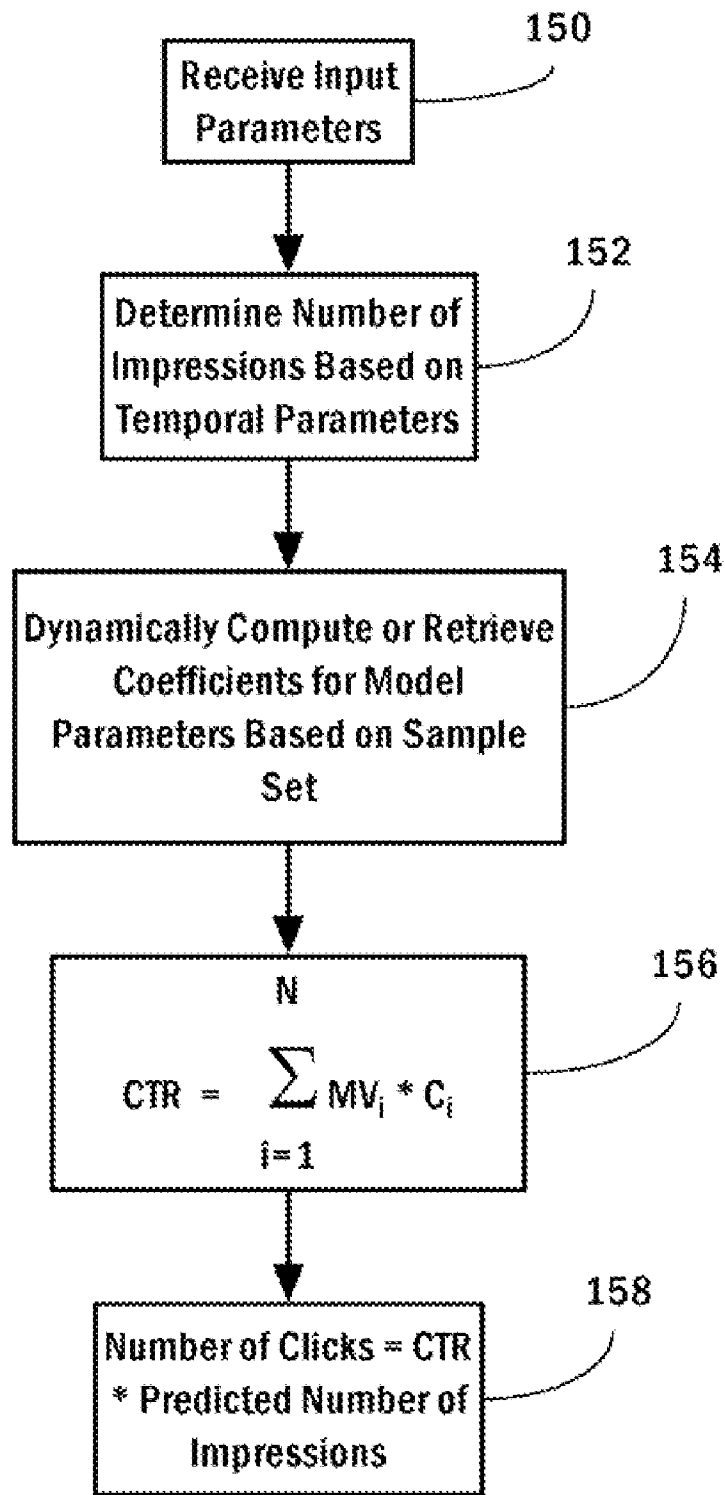 150
Receive Input
Parameters
152
Determine Number of
Impressions Based on
Temporal Parameters
154
Dynamically Compute or Retrieve
Coefficients for Model
Parameters Based on Sample
Set
156
N
CTR = ∑ MVᵢ * Cᵢ
i=1
158
Number of Clicks = CTR
* Predicted Number of
Impressions